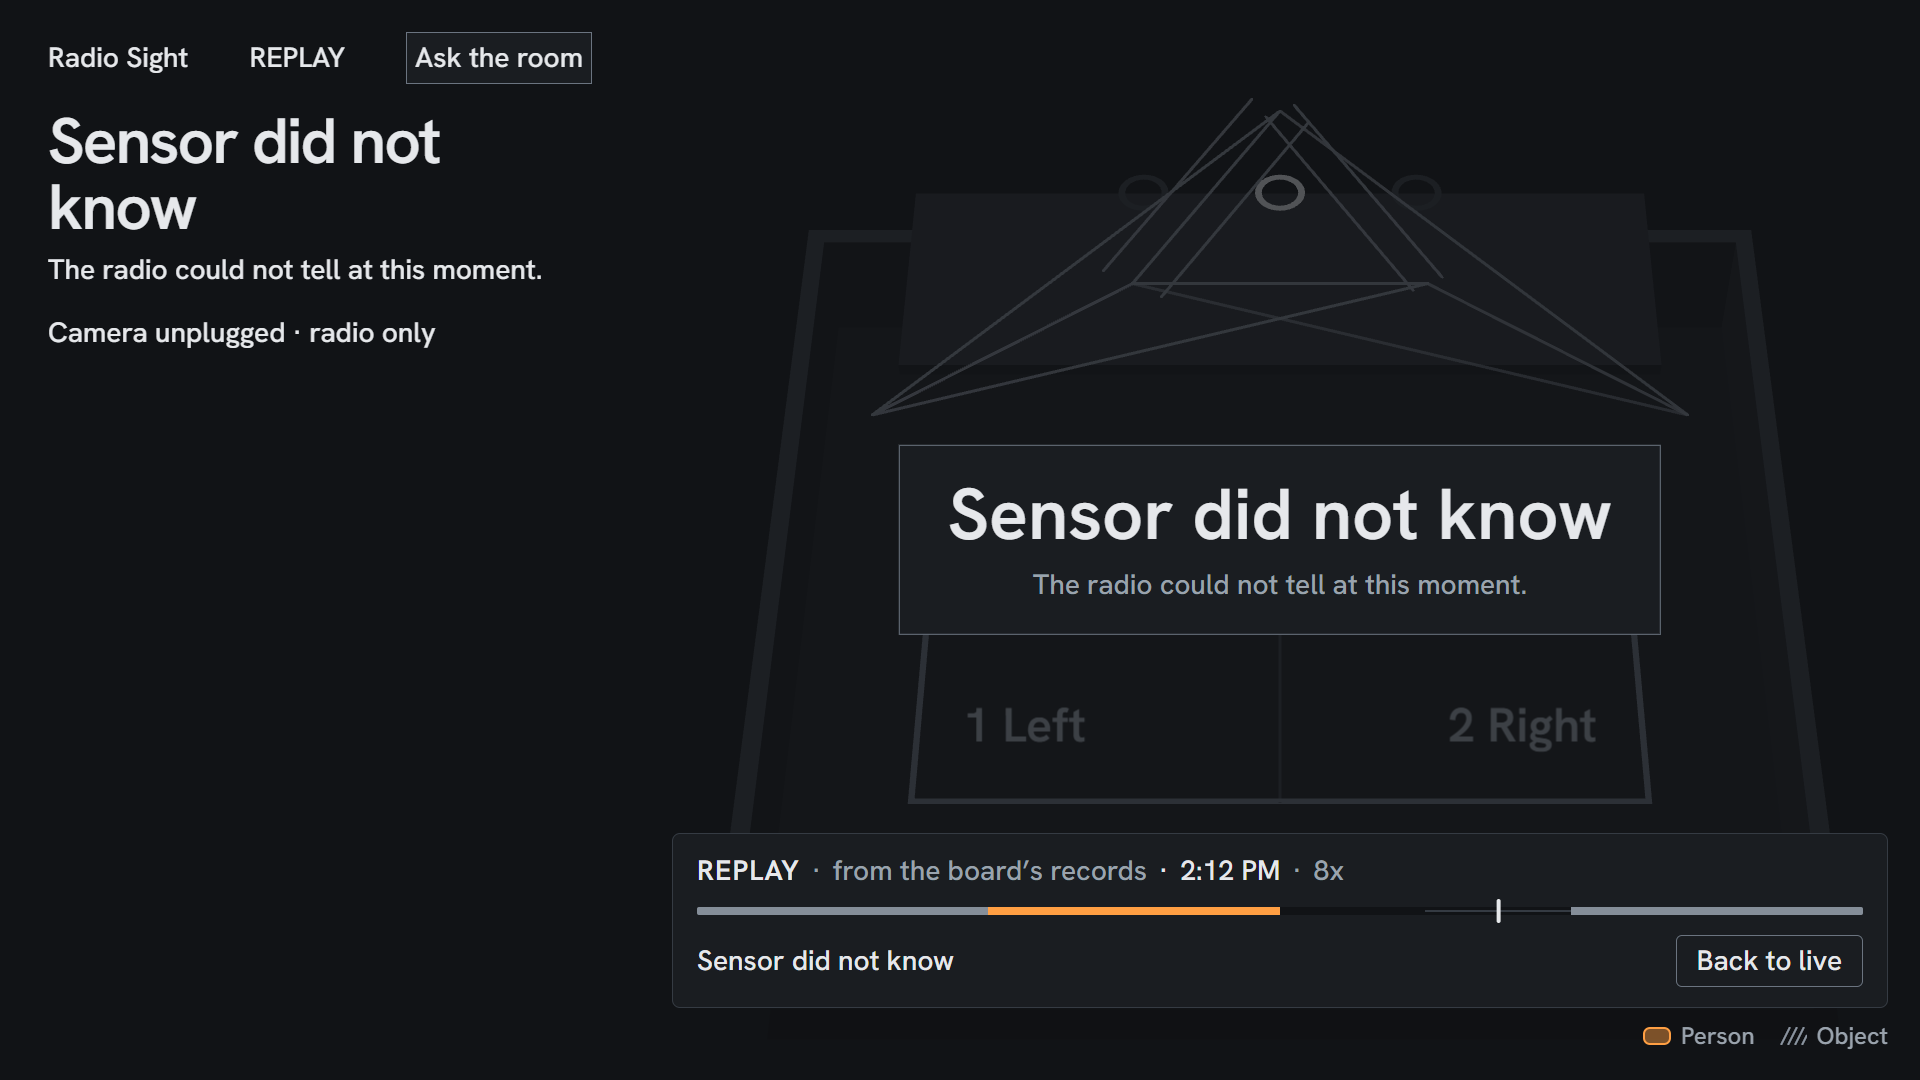 Radio Sight
REPLAY
Ask the room
Sensor did not
know
The radio could not tell at this moment.
Camera unplugged · radio only
Sensor did not know
The radio could not tell at this moment.
1 Left
2 Right
REPLAY · from the board’s records · 2:12 PM · 8x
Sensor did not know
Back to live
Person
Object